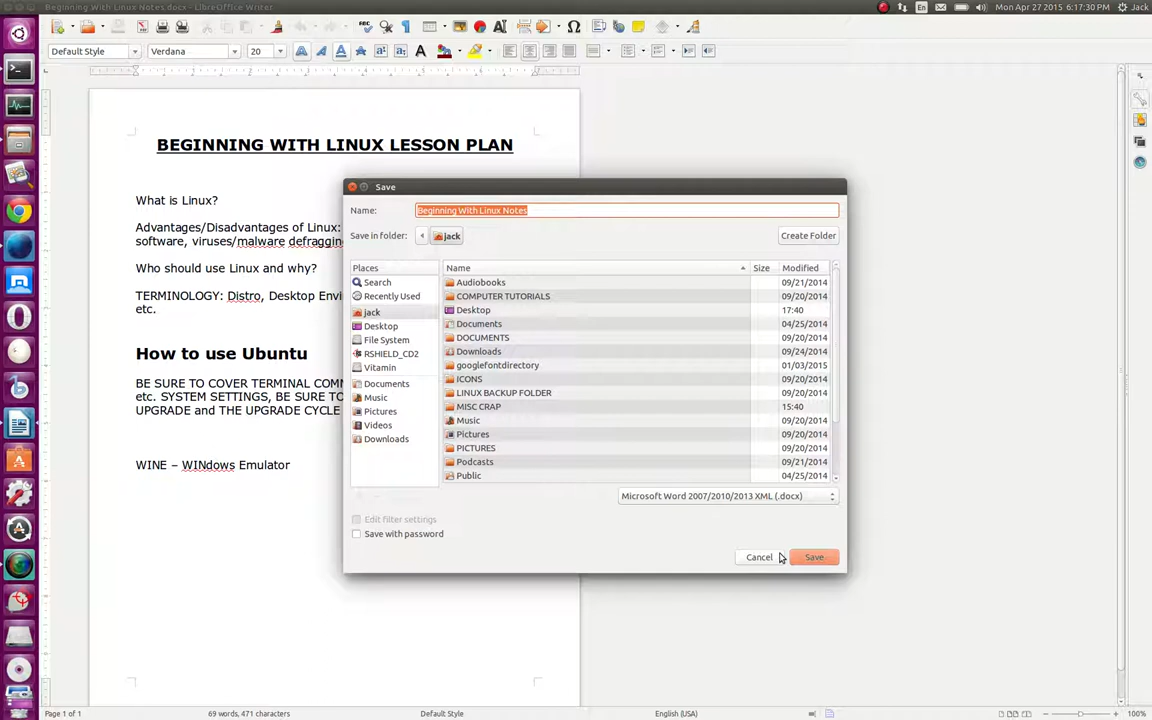 Beginning With Linux Notes.docx - LibreOffice Writer
En
Mon Apr 27 2015 6:17:30 PM
Jack
Default Style
Verdana
20
BEGINNING WITH LINUX LESSON PLAN
What is Linux?
Advantages/Disadvantages of Linux:
software, viruses/malware defragging
Who should use Linux and why?
TERMINOLOGY: Distro, Desktop Envi
etc.
How to use Ubuntu
BE SURE TO COVER TERMINAL COMM
etc. SYSTEM SETTINGS, BE SURE TO
UPGRADE and THE UPGRADE CYCLE
WINE – WINdows Emulator
Save
Name:
Beginning With Linux Notes
Save in folder:
jack
Create Folder
Places
Search
Recently Used
jack
Desktop
File System
RSHIELD_CD2
Vitamin
Documents
Music
Pictures
Videos
Downloads
Name Size Modified
Audiobooks 09/21/2014
COMPUTER TUTORIALS 09/20/2014
Desktop 17:40
Documents 04/25/2014
DOCUMENTS 09/20/2014
Downloads 09/24/2014
googlefontdirectory 01/03/2015
ICONS 09/20/2014
LINUX BACKUP FOLDER 09/20/2014
MISC CRAP 15:40
Music 09/20/2014
Pictures 09/20/2014
PICTURES 09/20/2014
Podcasts 09/21/2014
Public 04/25/2014
Microsoft Word 2007/2010/2013 XML (.docx)
Edit filter settings
Save with password
Cancel
Save
Page 1 of 1
69 words, 471 characters
Default Style
English (USA)
100%